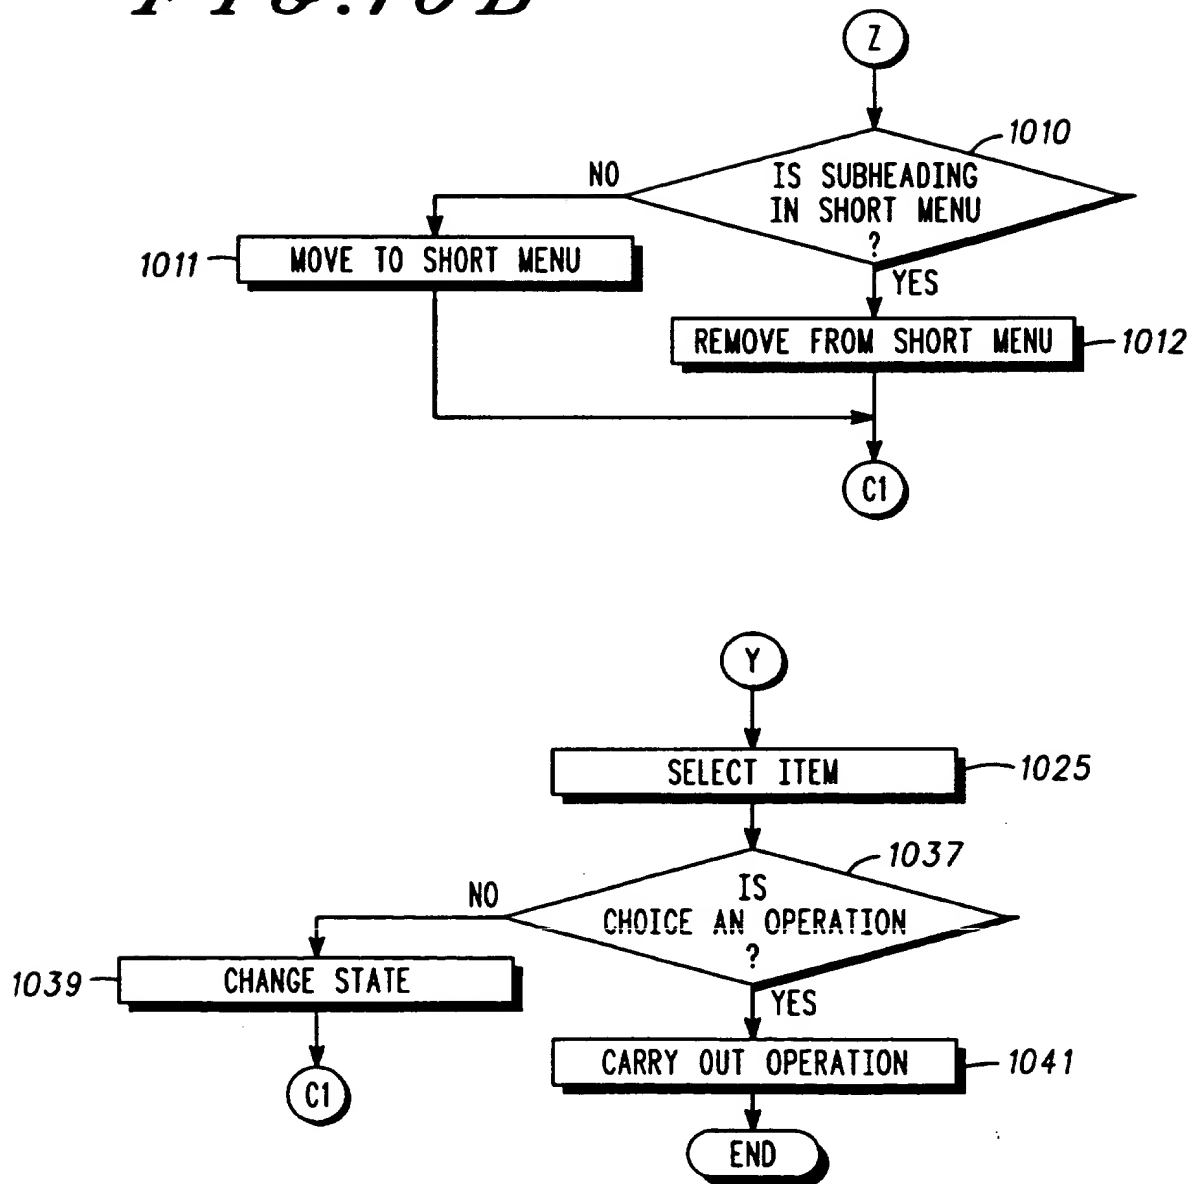 FIG.10B
Z
1010
NO
IS SUBHEADING
IN SHORT MENU
?
1011
MOVE TO SHORT MENU
YES
REMOVE FROM SHORT MENU
1012
C1
Y
SELECT ITEM
1025
1037
NO
IS
CHOICE AN OPERATION
?
1039
CHANGE STATE
YES
CARRY OUT OPERATION
1041
C1
END